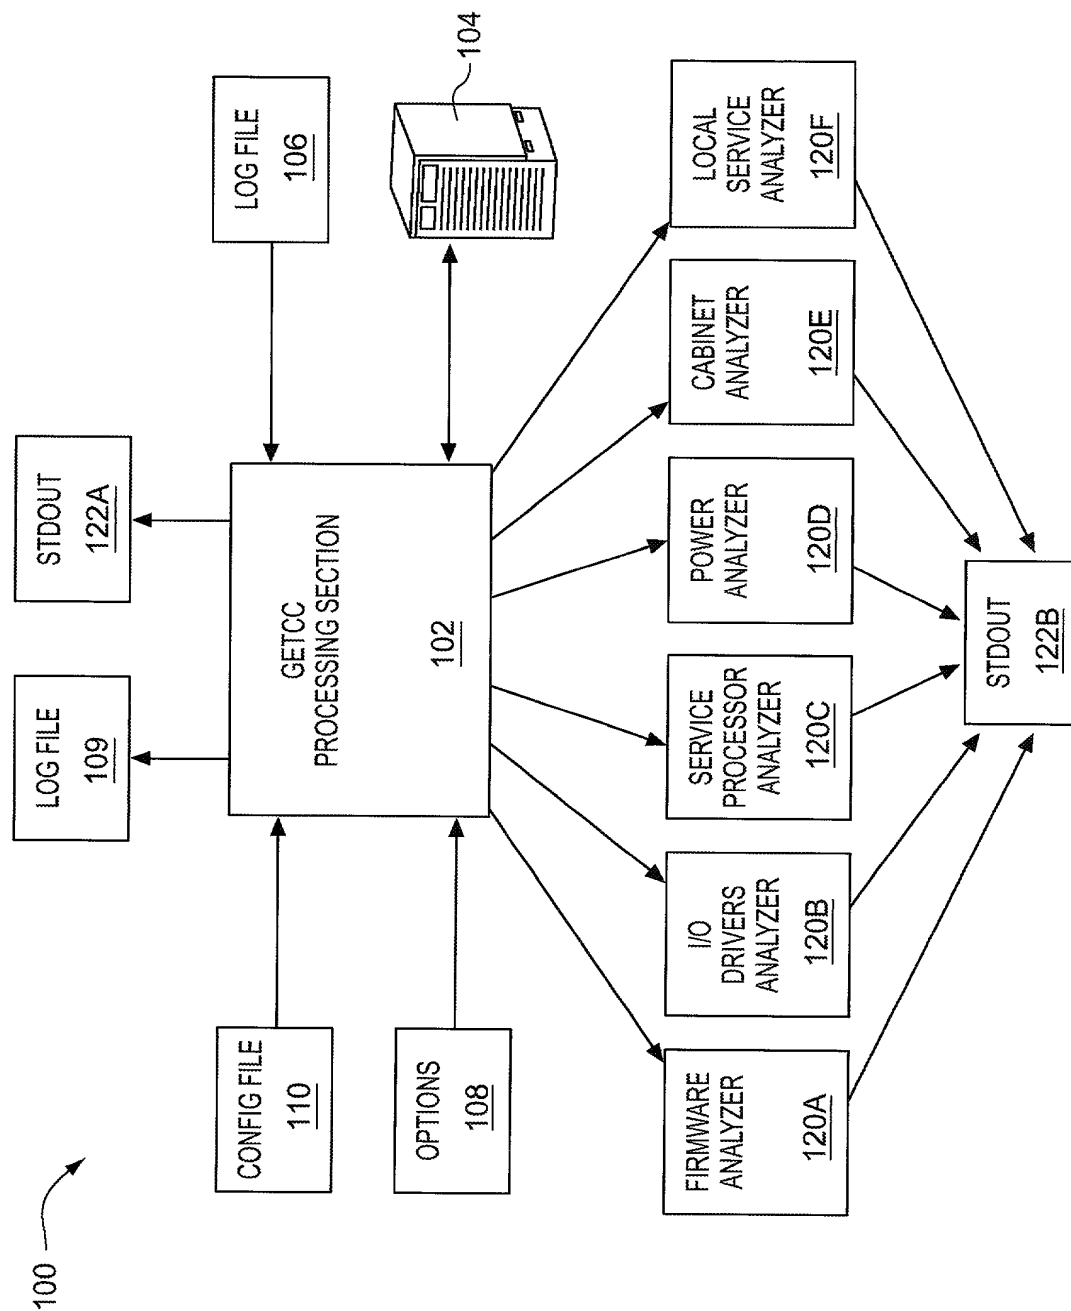 100
LOG FILE
109
STDOUT
122A
CONFIG FILE
110
OPTIONS
108
GETCC
PROCESSING SECTION
102
LOG FILE
106
104
FIRMWARE
ANALYZER
120A
I/O
DRIVERS
ANALYZER
120B
SERVICE
PROCESSOR
ANALYZER
120C
POWER
ANALYZER
120D
CABINET
ANALYZER
120E
LOCAL
SERVICE
ANALYZER
120F
STDOUT
122B